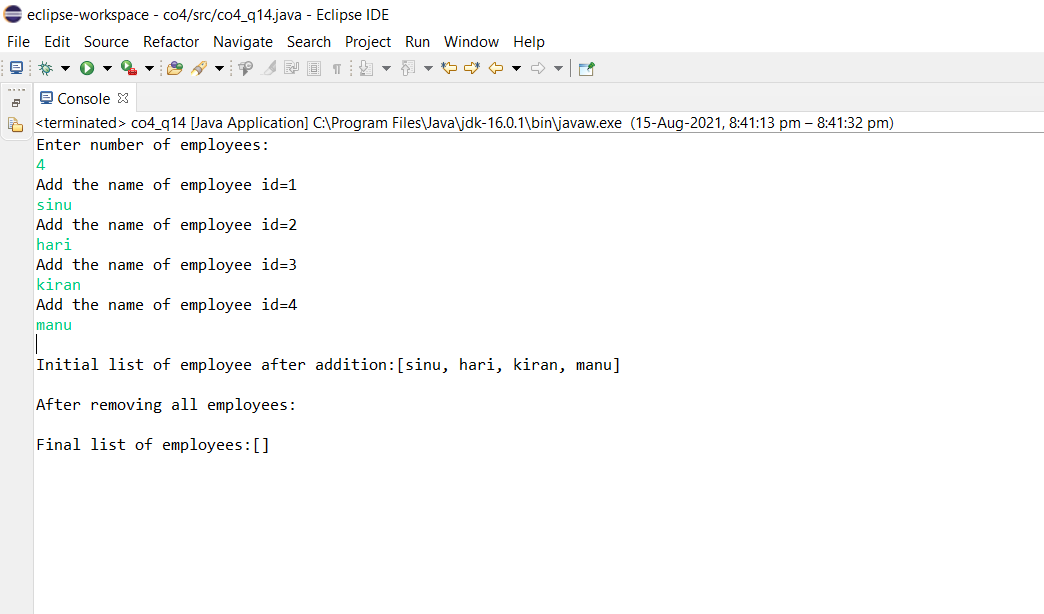 eclipse-workspace - co4/src/co4_q14.java - Eclipse IDE
File Edit Source Refactor Navigate Search Project Run Window Help
Console
<terminated> co4_q14 [Java Application] C:\Program Files\Java\jdk-16.0.1\bin\javaw.exe (15-Aug-2021, 8:41:13 pm – 8:41:32 pm)
Enter number of employees:
4
Add the name of employee id=1
sinu
Add the name of employee id=2
hari
Add the name of employee id=3
kiran
Add the name of employee id=4
manu
Initial list of employee after addition:[sinu, hari, kiran, manu]
After removing all employees:
Final list of employees:[]